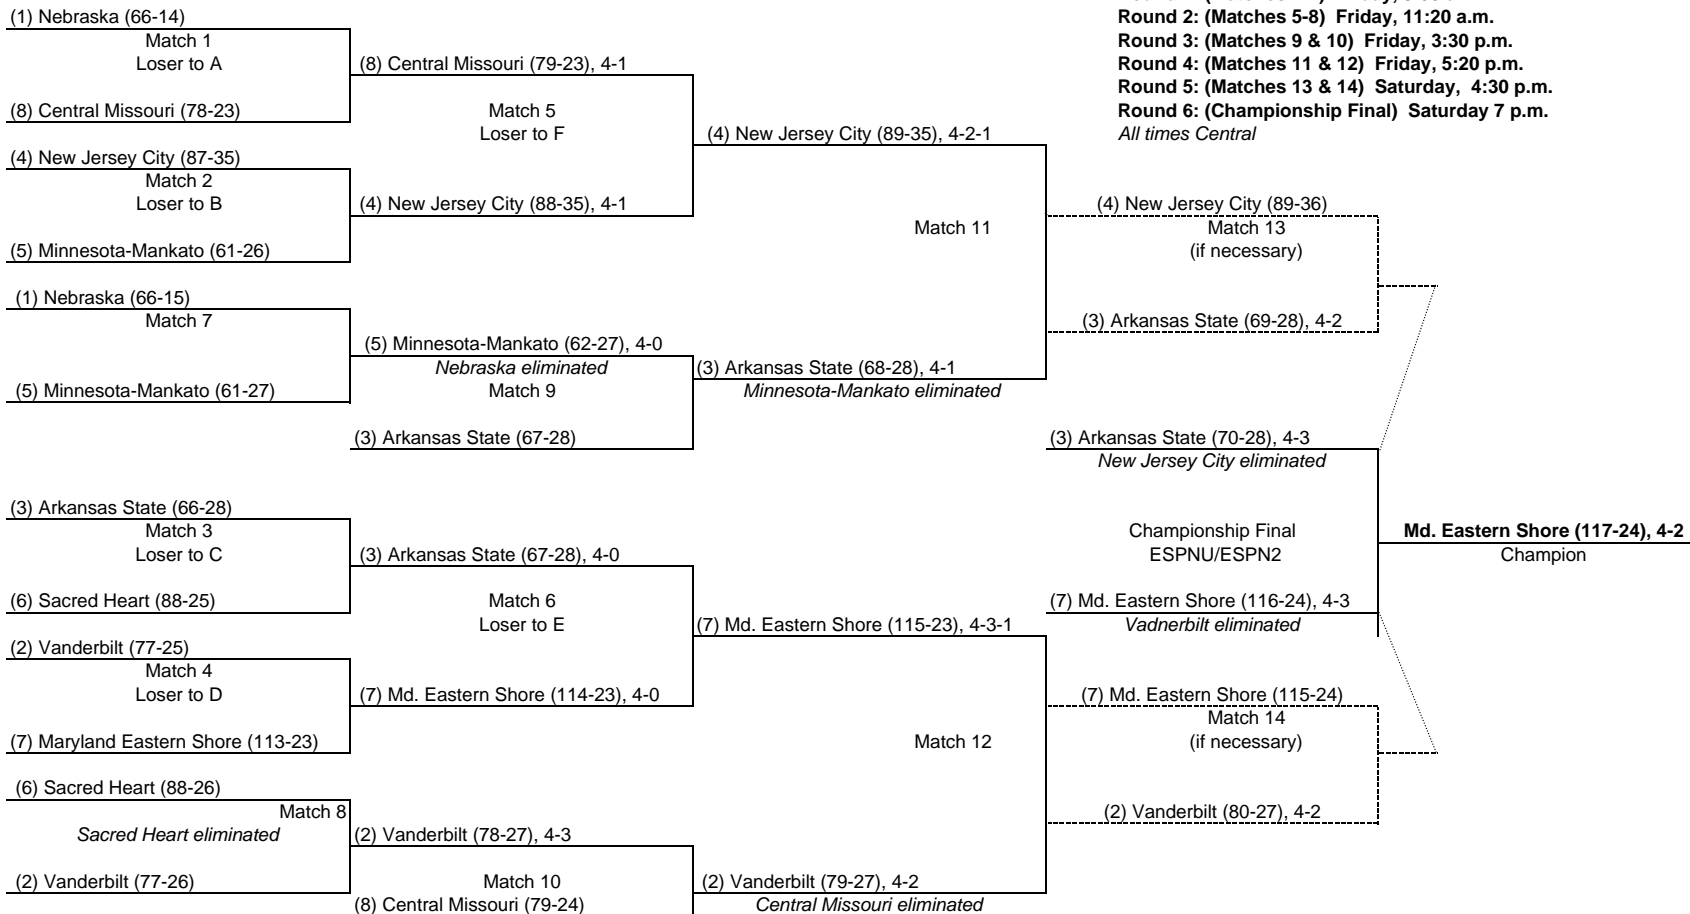 (1) Nebraska (66-14)
Match 1
Loser to A
(8) Central Missouri (78-23)
(4) New Jersey City (87-35)
Match 2
Loser to B
(5) Minnesota-Mankato (61-26)
(1) Nebraska (66-15)
Match 7
(5) Minnesota-Mankato (61-27)
(3) Arkansas State (66-28)
Match 3
Loser to C
(6) Sacred Heart (88-25)
(2) Vanderbilt (77-25)
Match 4
Loser to D
(7) Maryland Eastern Shore (113-23)
(6) Sacred Heart (88-26)
Match 8
Sacred Heart eliminated
(2) Vanderbilt (77-26)
(8) Central Missouri (79-23), 4-1
Match 5
Loser to F
(4) New Jersey City (88-35), 4-1
(5) Minnesota-Mankato (62-27), 4-0
Nebraska eliminated
Match 9
(3) Arkansas State (67-28)
(3) Arkansas State (67-28), 4-0
Match 6
Loser to E
(7) Md. Eastern Shore (114-23), 4-0
(2) Vanderbilt (78-27), 4-3
Match 10
(8) Central Missouri (79-24)
(4) New Jersey City (89-35), 4-2-1
Match 11
(3) Arkansas State (68-28), 4-1
Minnesota-Mankato eliminated
(7) Md. Eastern Shore (115-23), 4-3-1
Match 12
(2) Vanderbilt (79-27), 4-2
Central Missouri eliminated
Round 2: (Matches 5-8) Friday, 11:20 a.m.
Round 3: (Matches 9 & 10) Friday, 3:30 p.m.
Round 4: (Matches 11 & 12) Friday, 5:20 p.m.
Round 5: (Matches 13 & 14) Saturday, 4:30 p.m.
Round 6: (Championship Final) Saturday 7 p.m.
All times Central
(4) New Jersey City (89-36)
Match 13
(if necessary)
(3) Arkansas State (69-28), 4-2
(3) Arkansas State (70-28), 4-3
New Jersey City eliminated
Championship Final
ESPNU/ESPN2
(7) Md. Eastern Shore (116-24), 4-3
Vadnerbilt eliminated
(7) Md. Eastern Shore (115-24)
Match 14
(if necessary)
(2) Vanderbilt (80-27), 4-2
Md. Eastern Shore (117-24), 4-2
Champion